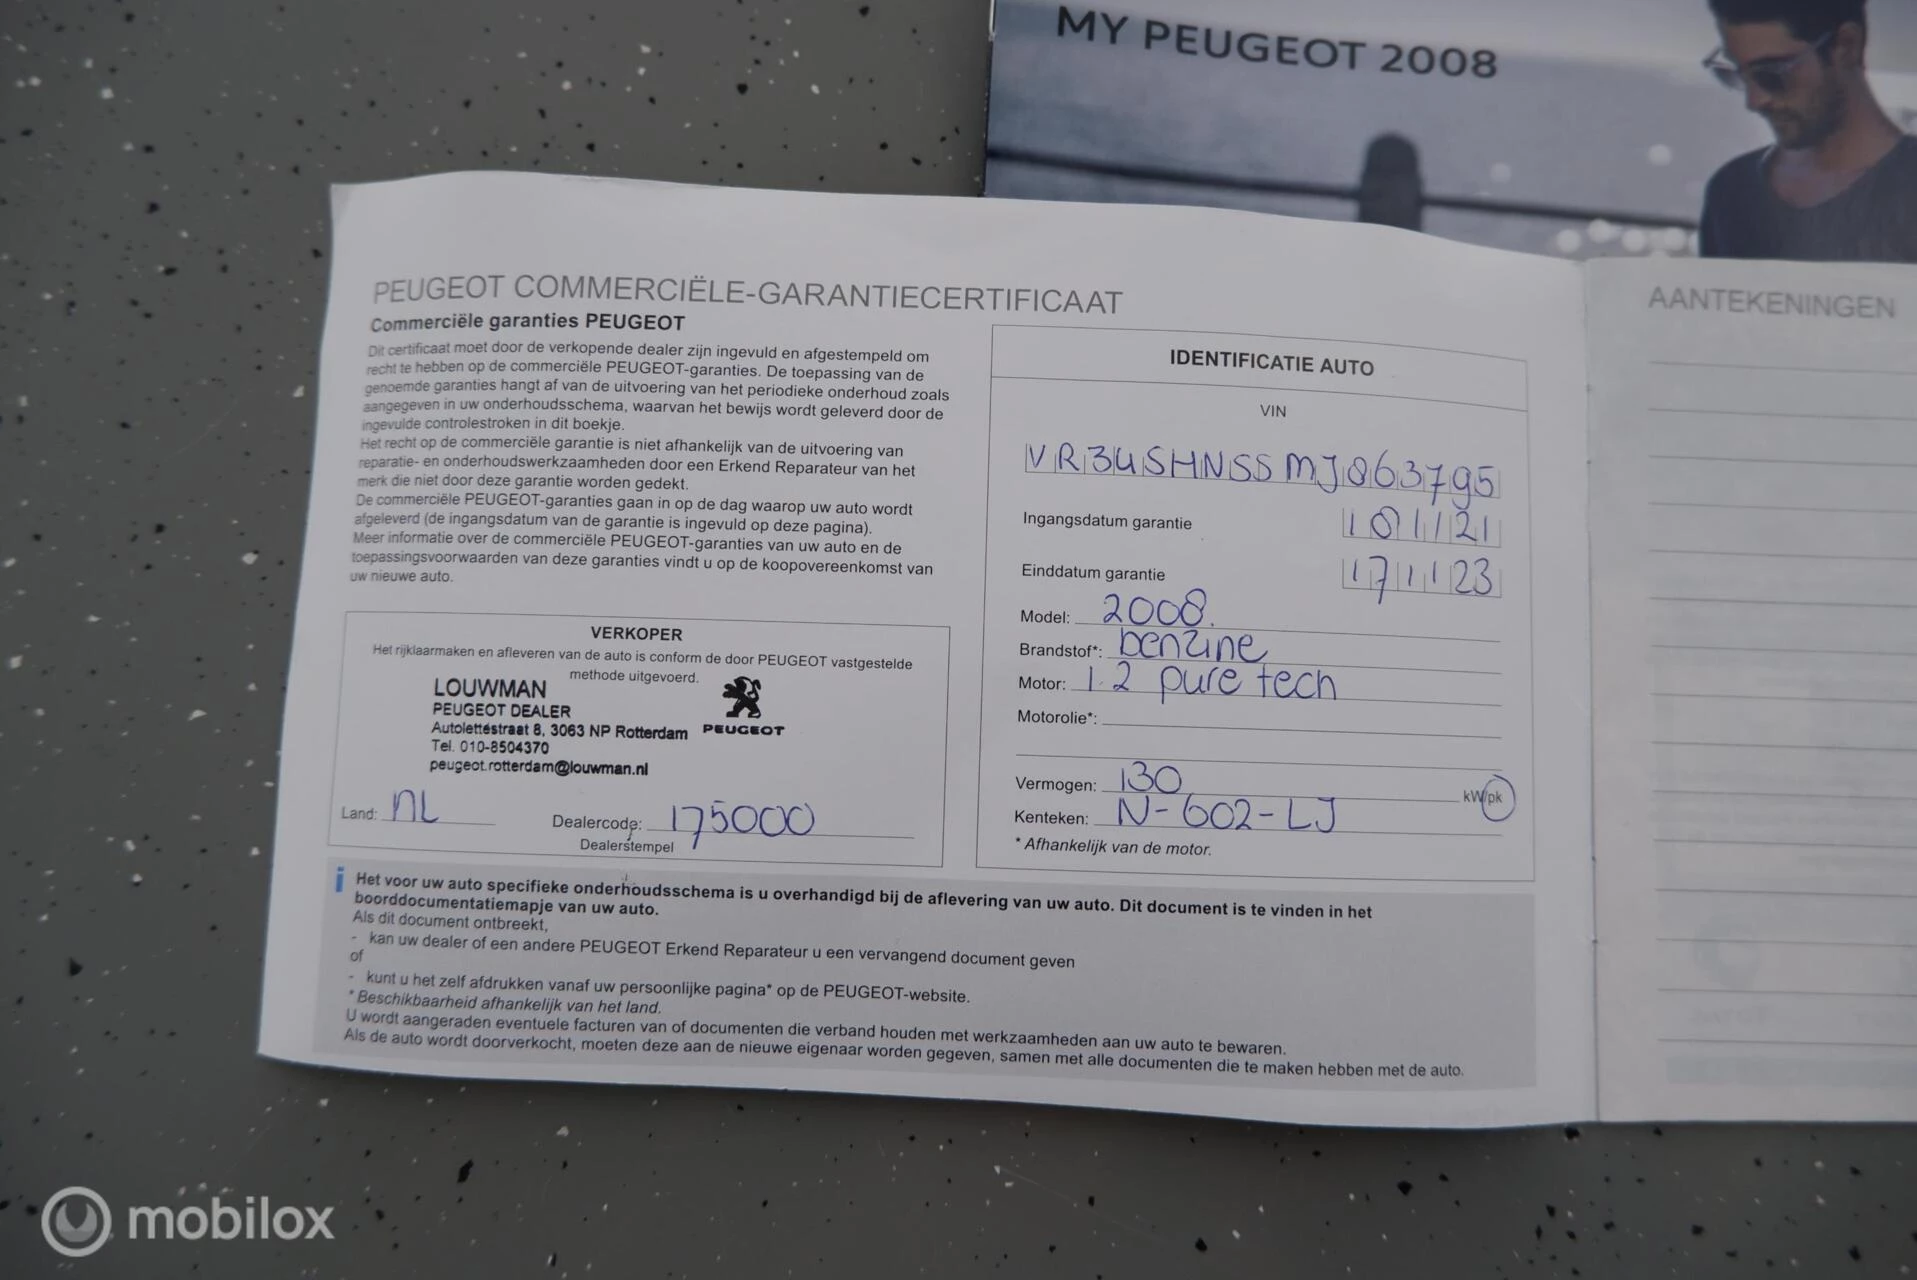 MY PEUGEOT 2008
PEUGEOT COMMERCIËLE-GARANTIECERTIFICAAT
Commerciële garanties PEUGEOT
Dit certificaat moet door de verkopende dealer zijn ingevuld en afgestempeld om
recht te hebben op de commerciële PEUGEOT-garanties. De toepassing van de
genoemde garanties hangt af van de uitvoering van het periodieke onderhoud zoals
aangegeven in uw onderhoudsschema, waarvan het bewijs wordt geleverd door de
ingevulde controlestroken in dit boekje.
Het recht op de commerciële garantie is niet afhankelijk van de uitvoering van
reparatie- en onderhoudswerkzaamheden door een Erkend Reparateur van het
merk die niet door deze garantie worden gedekt.
De commerciële PEUGEOT-garanties gaan in op de dag waarop uw auto wordt
afgeleverd (de ingangsdatum van de garantie is ingevuld op deze pagina).
Meer informatie over de commerciële PEUGEOT-garanties van uw auto en de
toepassingsvoorwaarden van deze garanties vindt u op de koopovereenkomst van
uw nieuwe auto.
VERKOPER
Het rijklaarmaken en afleveren van de auto is conform de door PEUGEOT vastgestelde
methode uitgevoerd.
LOUWMAN
PEUGEOT DEALER
Autolettestraat 8, 3063 NP Rotterdam PEUGEOT
Tel. 010-8504370
peugeot.rotterdam@louwman.nl
Land: NL Dealercode: 175000
Dealerstempel
IDENTIFICATIE AUTO
VIN
VR3USHNSSMJ863795
Ingangsdatum garantie 18 11 21
Einddatum garantie 17 11 23
Model: 2008.
Brandstof*: benzine
Motor: 1.2 pure tech
Motorolie*:
Vermogen: 130 kW/pk
Kenteken: N-602-LJ
* Afhankelijk van de motor.
i Het voor uw auto specifieke onderhoudsschema is u overhandigd bij de aflevering van uw auto. Dit document is te vinden in het
boorddocumentatiemapje van uw auto.
Als dit document ontbreekt,
- kan uw dealer of een andere PEUGEOT Erkend Reparateur u een vervangend document geven
of
- kunt u het zelf afdrukken vanaf uw persoonlijke pagina* op de PEUGEOT-website.
* Beschikbaarheid afhankelijk van het land.
U wordt aangeraden eventuele facturen van of documenten die verband houden met werkzaamheden aan uw auto te bewaren.
Als de auto wordt doorverkocht, moeten deze aan de nieuwe eigenaar worden gegeven, samen met alle documenten die te maken hebben met de auto.
AANTEKENINGEN
mobilox